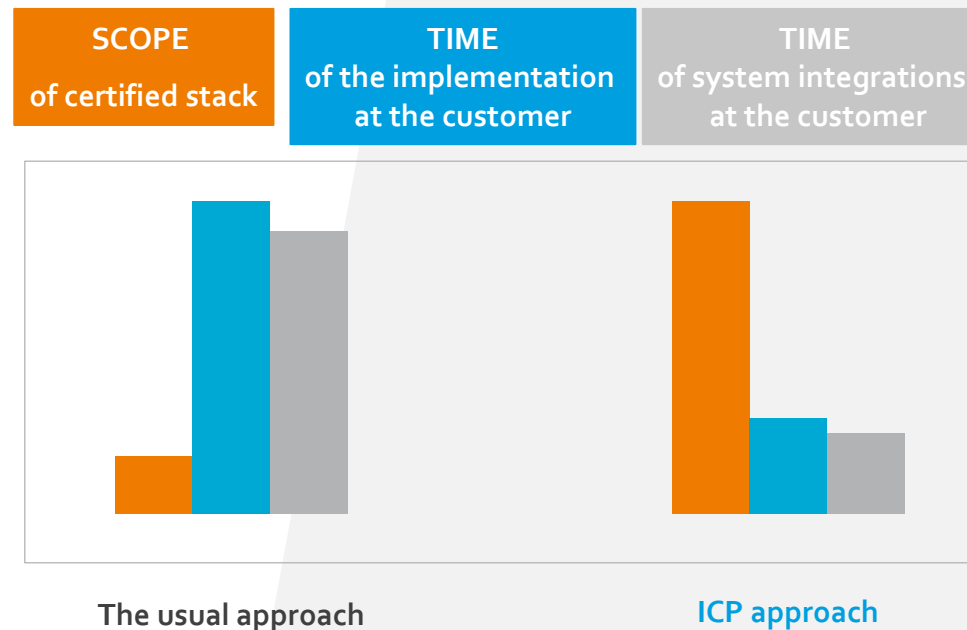 SCOPE
of certified stack
TIME
of the implementation
at the customer
TIME
of system integrations
at the customer
The usual approach
ICP approach